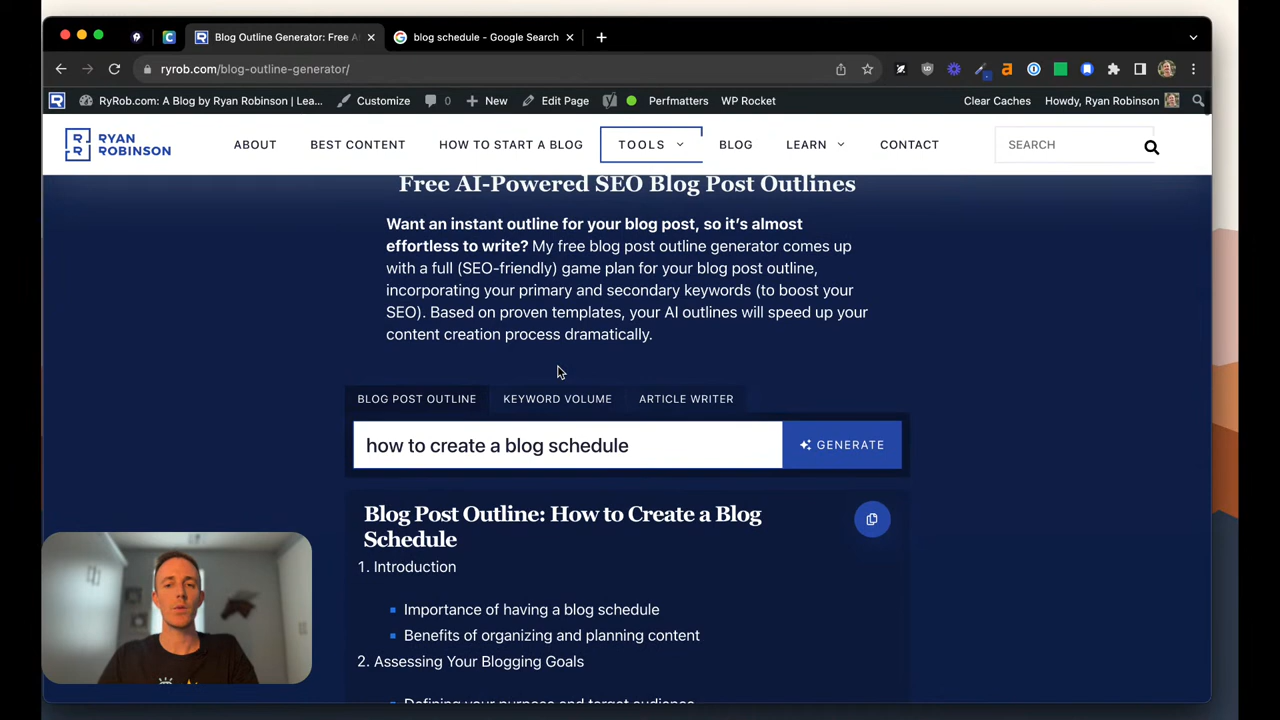 Blog Outline Generator: Free A
blog schedule - Google Search
ryrob.com/blog-outline-generator/
RyRob.com: A Blog by Ryan Robinson | Lea...
Customize
0
New
Edit Page
Perfmatters
WP Rocket
Clear Caches
Howdy, Ryan Robinson
RYAN
ROBINSON
ABOUT
BEST CONTENT
HOW TO START A BLOG
TOOLS
BLOG
LEARN
CONTACT
SEARCH
Free AI-Powered SEO Blog Post Outlines
Want an instant outline for your blog post, so it's almost
effortless to write? My free blog post outline generator comes up
with a full (SEO-friendly) game plan for your blog post outline,
incorporating your primary and secondary keywords (to boost your
SEO). Based on proven templates, your AI outlines will speed up your
content creation process dramatically.
BLOG POST OUTLINE
KEYWORD VOLUME
ARTICLE WRITER
how to create a blog schedule
GENERATE
Blog Post Outline: How to Create a Blog
Schedule
1. Introduction
Importance of having a blog schedule
Benefits of organizing and planning content
2. Assessing Your Blogging Goals
Defining your purpose and target audience